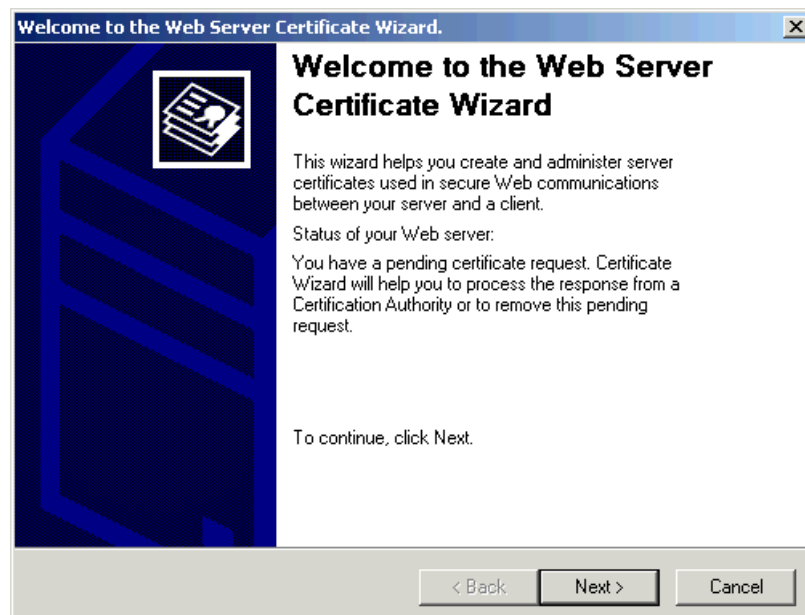 Welcome to the Web Server Certificate Wizard.
Welcome to the Web Server
Certificate Wizard
This wizard helps you create and administer server
certificates used in secure Web communications
between your server and a client.
Status of your Web server:
You have a pending certificate request. Certificate
Wizard will help you to process the response from a
Certification Authority or to remove this pending
request.
To continue, click Next.
< Back
Next >
Cancel